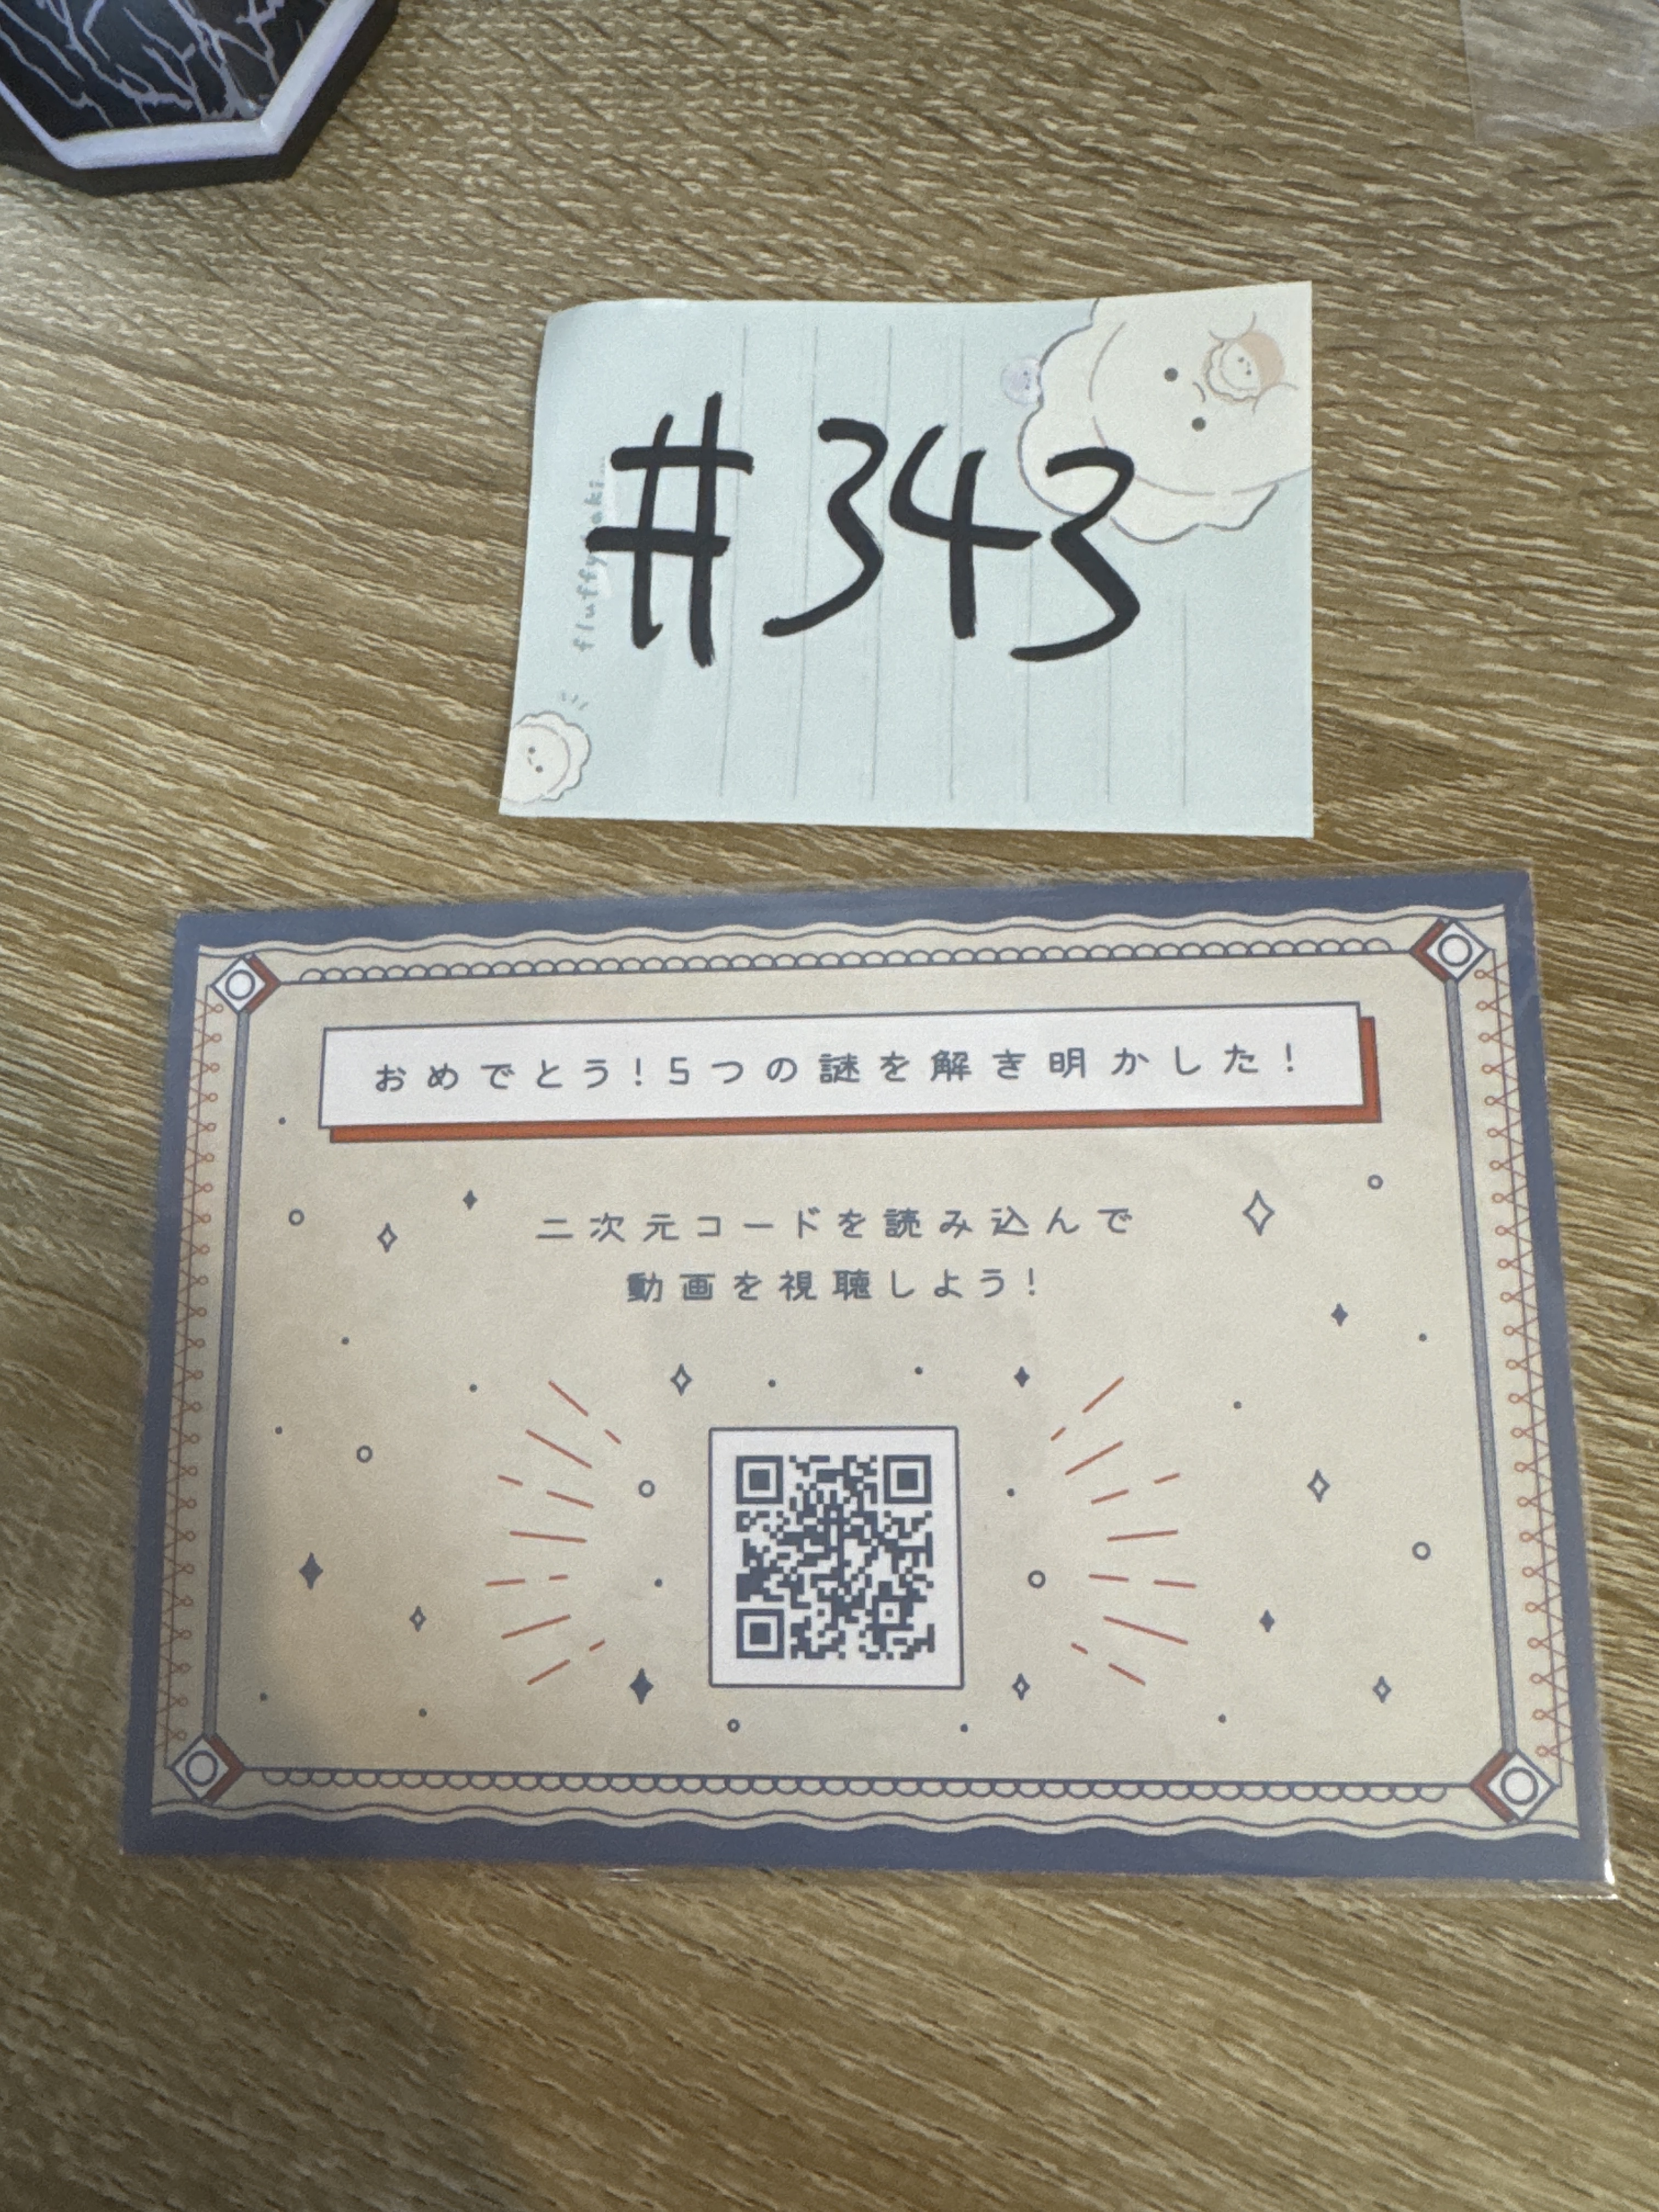 #343
おめでとう!5つの謎を解き明かした!
二次元コードを読み込んで
動画を視聴しよう!